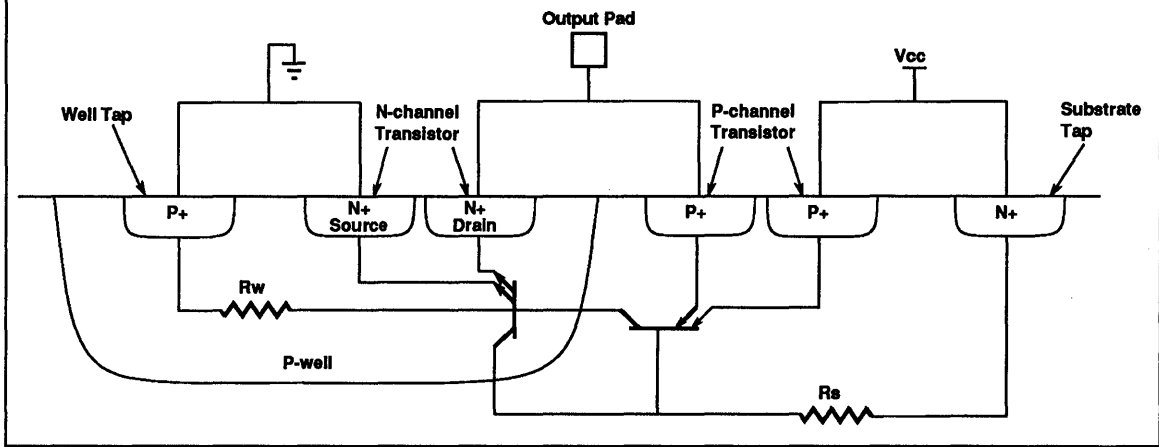 Output Pad
Vcc
Well Tap
N-channel
Transistor
P-channel
Transistor
Substrate
Tap
P+
N+
Source
N+
Drain
P+
P+
N+
Rw
P-well
Rs